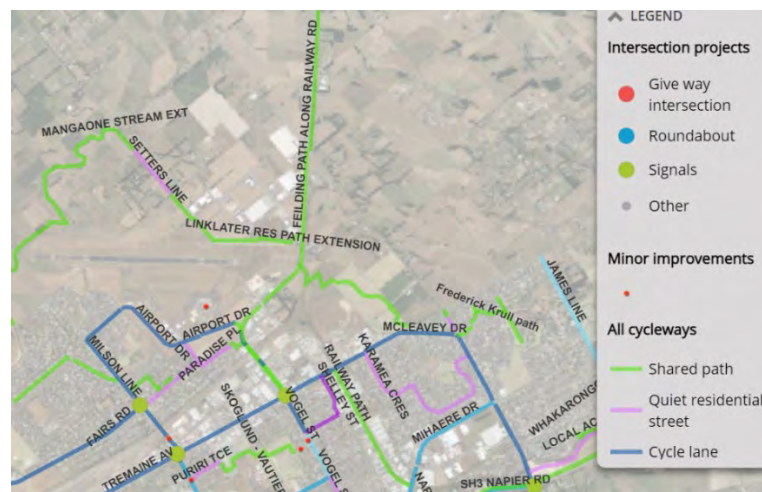 LEGEND
Intersection projects
Give way
intersection
Roundabout
Signals
Other
Minor improvements
All cycleways
Shared path
Quiet residential
street
Cycle lane
FEILDING PATH ALONG RAILWAY RD
MANGAONE STREAM EXT
SETTERS LINE
LINKLATER RES PATH EXTENSION
JAMES LINE
Frederick Krull path
AIRPORT DR
AIRPORT DR
MCLEAVEY DR
PARADISE PL
MILSON LINE
RAILWAY PATH
KARAMEA CRES
SHELLEY ST
SKOGLUND - VAUTIER
VOGEL ST
MIHAERE DR
WHAKARONGO
FAIRS RD
LOCAL AC
TREMAINE AV
PURIRI TCE
VOGEL S
NAP
SH3 NAPIER RD